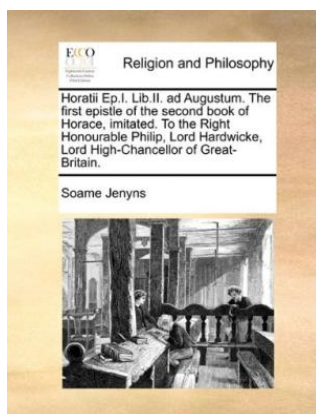 ECCO
Religion and Philosophy
Horatii Ep.I. Lib.II. ad Augustum. The
first epistle of the second book of
Horace, imitated. To the Right
Honourable Philip, Lord Hardwicke,
Lord High-Chancellor of Great-
Britain.
Soame Jenyns